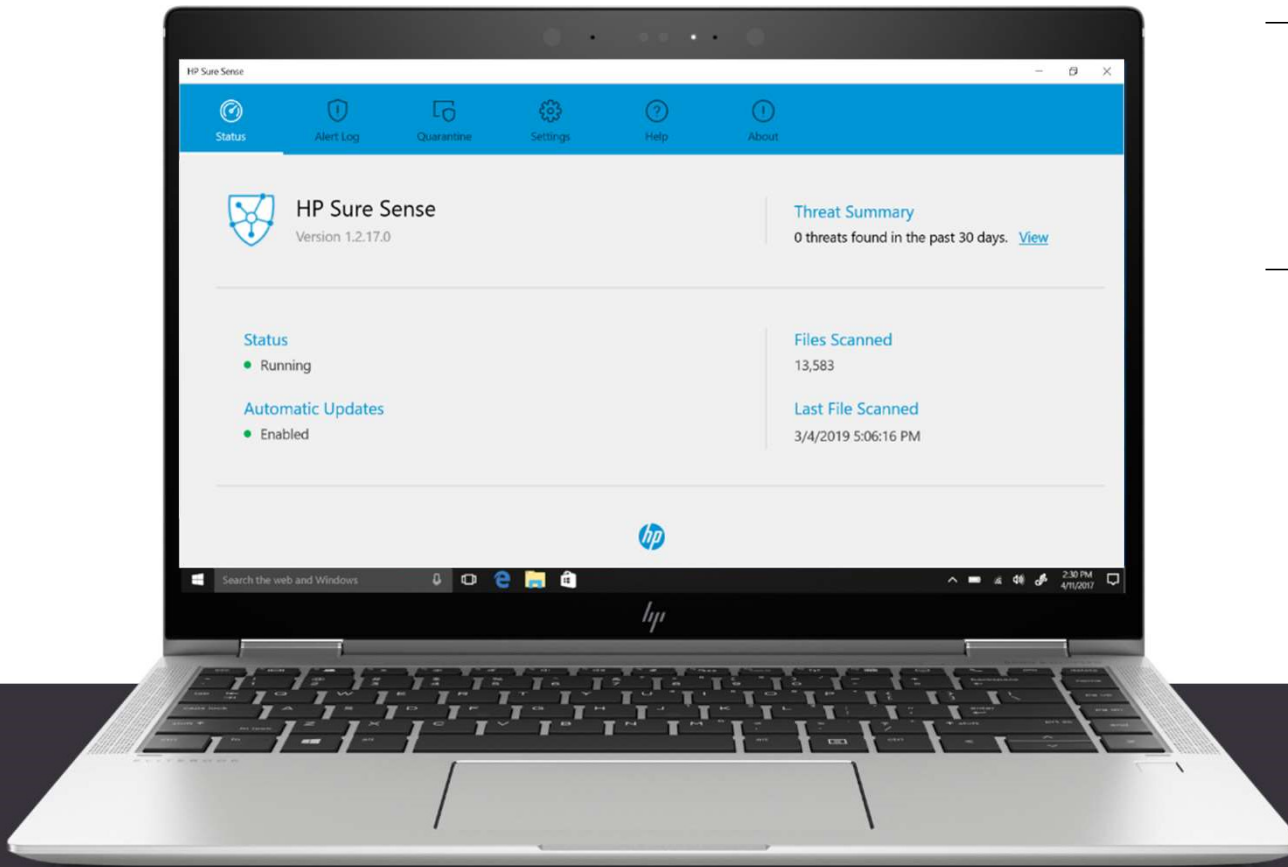 HP Sure Sense
Status
Alert Log
Quarantine
Settings
Help
About
HP Sure Sense
Version 1.2.17.0
Threat Summary
0 threats found in the past 30 days. View
Status
Running
Automatic Updates
Enabled
Files Scanned
13,583
Last File Scanned
3/4/2019 5:06:16 PM
hp
Search the web and Windows
2:30 PM
4/11/2017
hp
ELITEBOOK